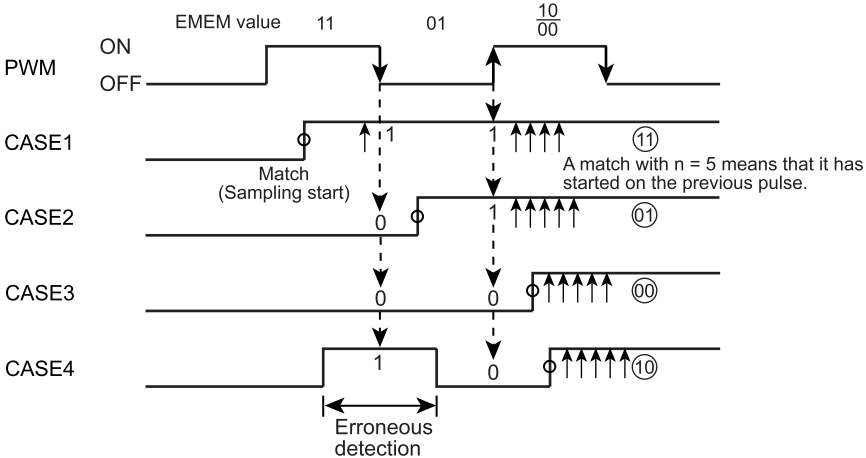 EMEM value 11 01 10
00
ON
PWM
OFF
CASE1 1 1 11
Match
(Sampling start)
A match with n = 5 means that it has
started on the previous pulse.
CASE2 0 1 01
CASE3 0 0 00
CASE4 1 0 10
Erroneous
detection